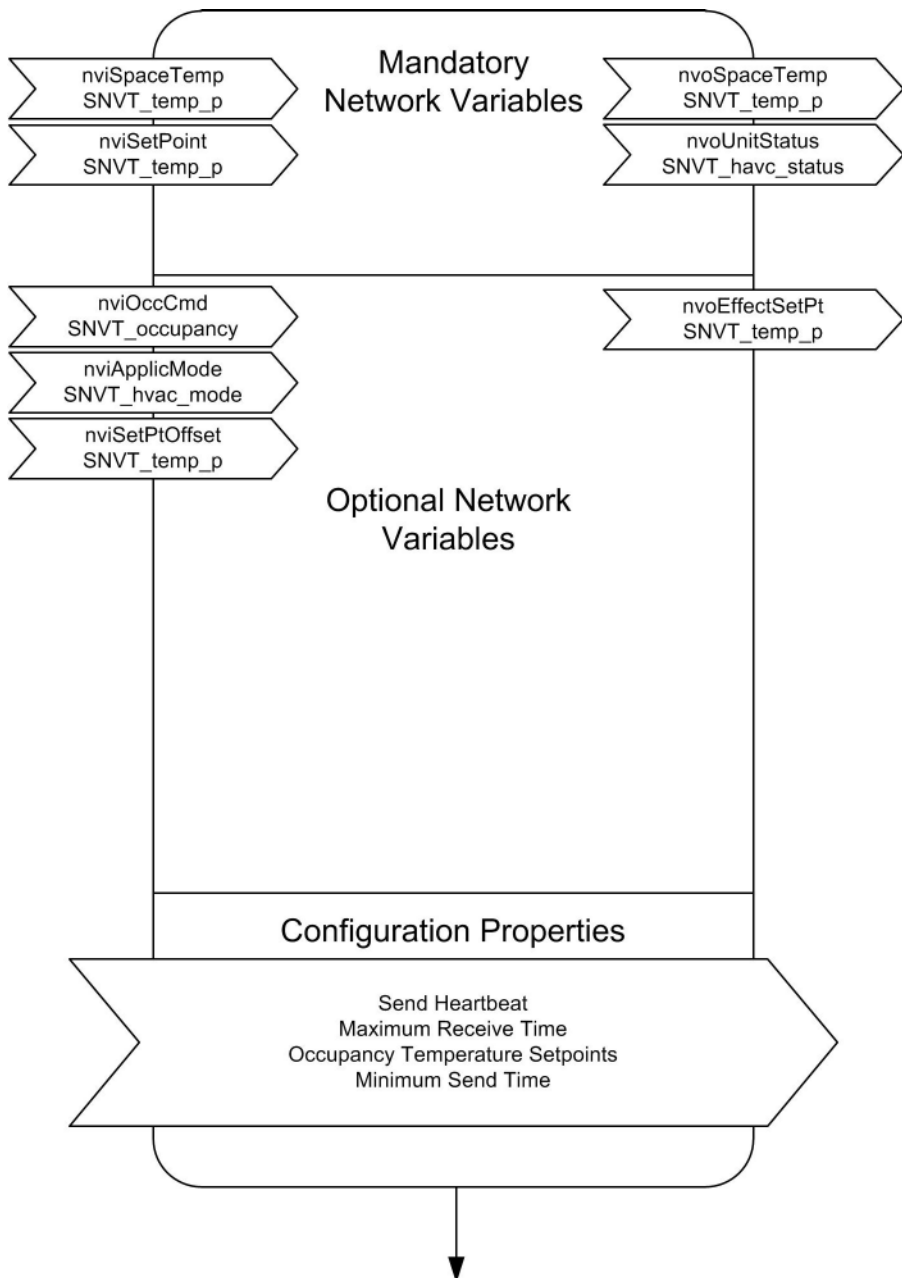 Mandatory
Network Variables
nviSpaceTemp
SNVT_temp_p
nviSetPoint
SNVT_temp_p
nvoSpaceTemp
SNVT_temp_p
nvoUnitStatus
SNVT_havc_status
nviOccCmd
SNVT_occupancy
nviApplicMode
SNVT_hvac_mode
nviSetPtOffset
SNVT_temp_p
nvoEffectSetPt
SNVT_temp_p
Optional Network
Variables
Configuration Properties
Send Heartbeat
Maximum Receive Time
Occupancy Temperature Setpoints
Minimum Send Time